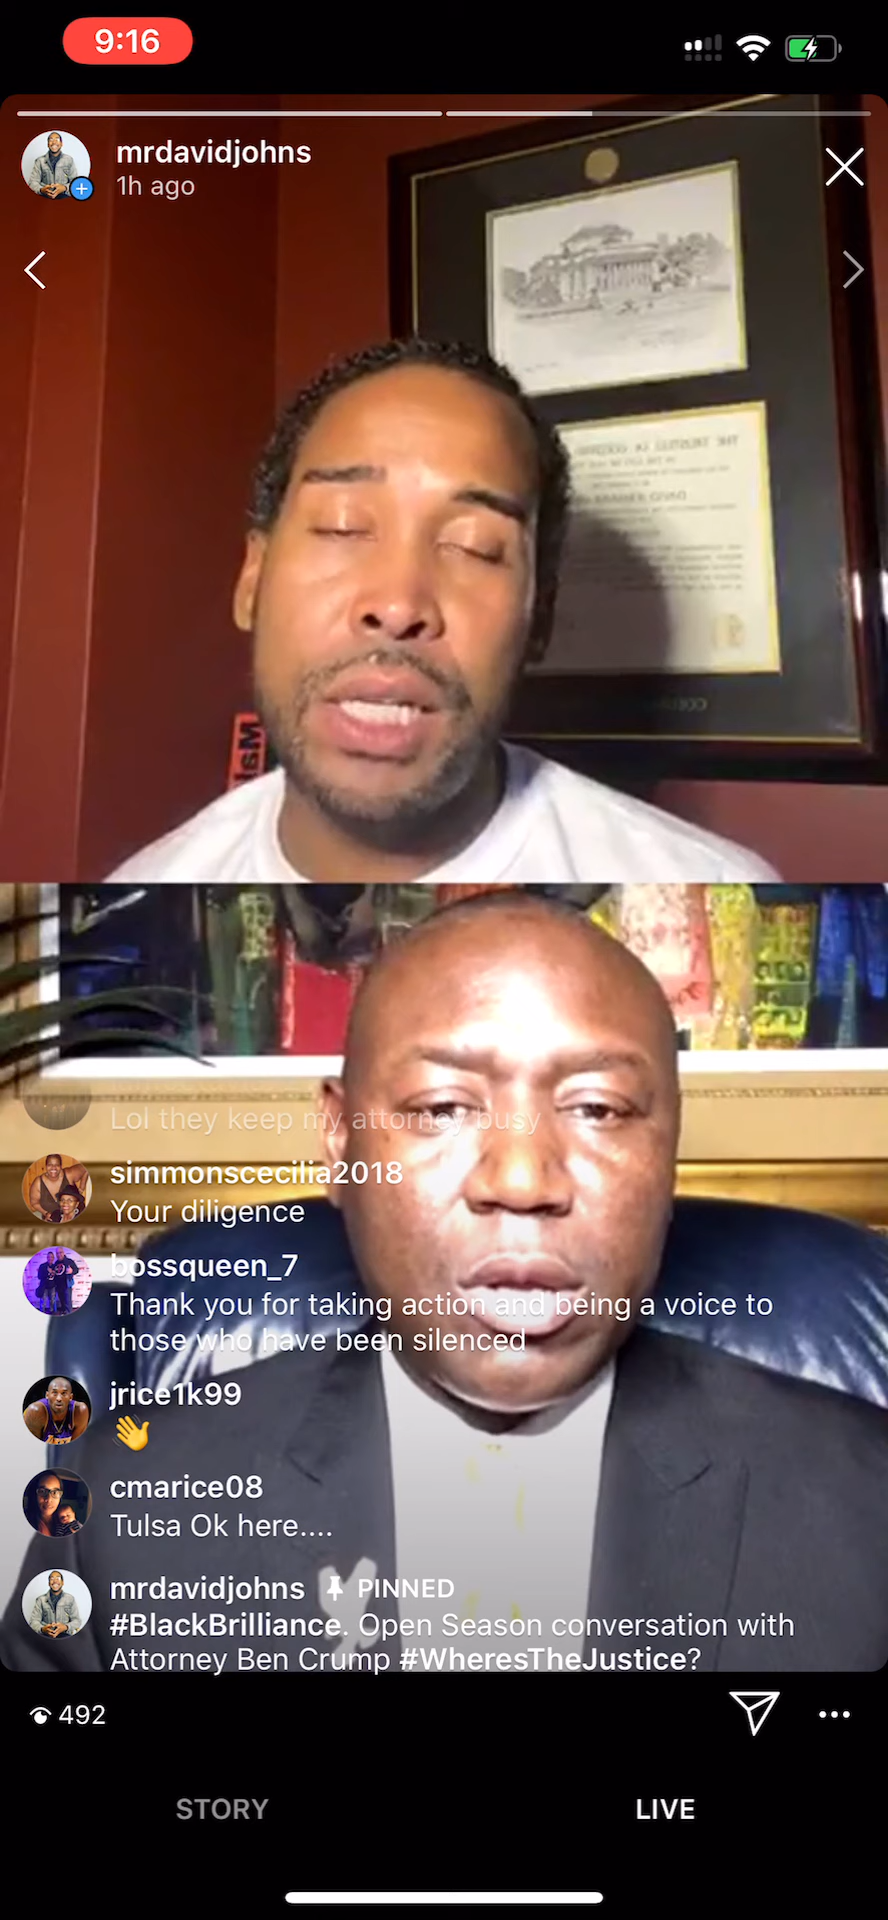 9:16
mrdavidjohns
1h ago
Lol they keep my attorney busy
simmonscecilia2018
Your diligence
bossqueen_7
Thank you for taking action and being a voice to
those who have been silenced
jrice1k99
👋
cmarice08
Tulsa Ok here....
mrdavidjohns PINNED
#BlackBrilliance. Open Season conversation with
Attorney Ben Crump #WheresTheJustice?
492
STORY
LIVE